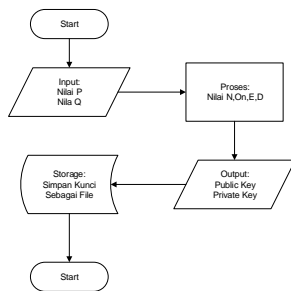 Start
Input:
Nilai P
Nila Q
Proses:
Nilai N,On,E,D
Output:
Public Key
Private Key
Storage:
Simpan Kunci
Sebagai File
Start